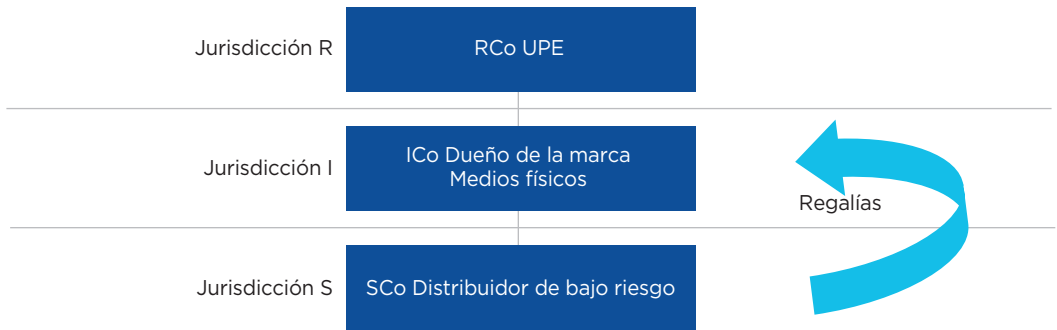 Jurisdicción R
RCo UPE
Jurisdicción I
ICo Dueño de la marca
Medios físicos
Regalías
Jurisdicción S
SCo Distribuidor de bajo riesgo